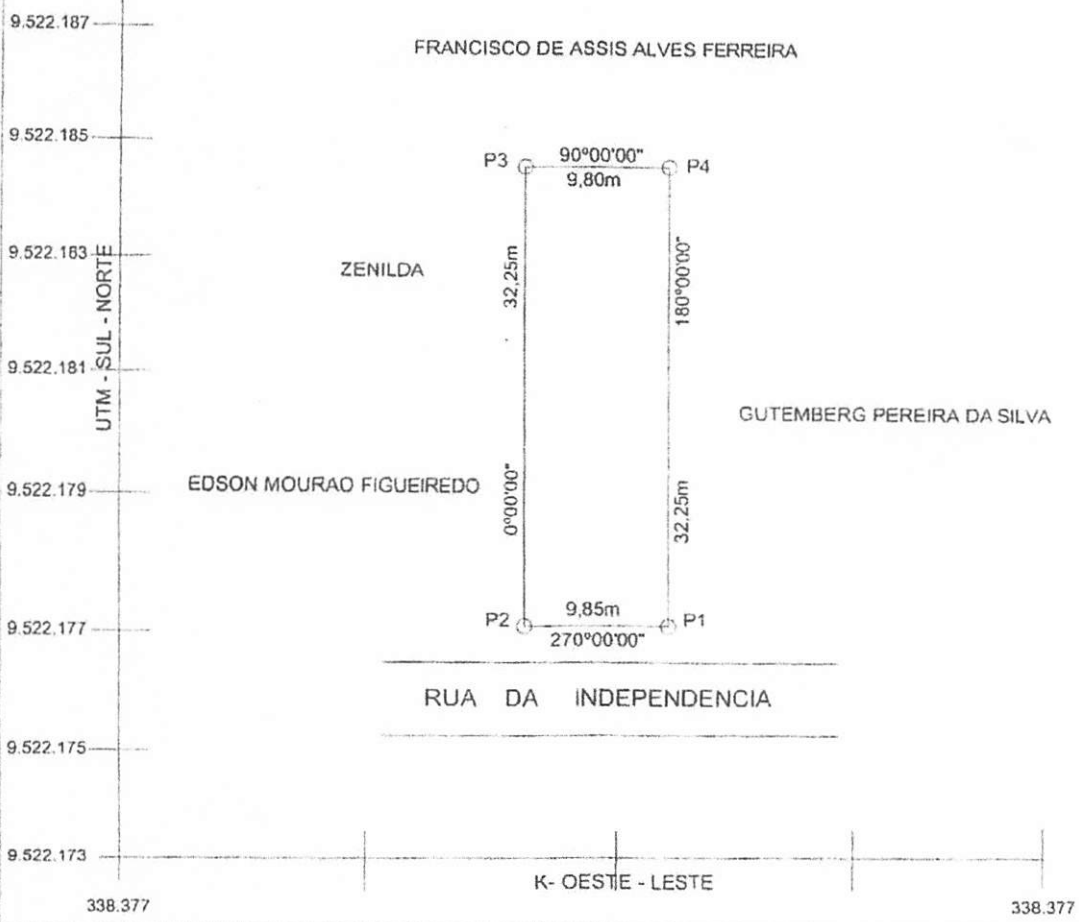 9.522.187
FRANCISCO DE ASSIS ALVES FERREIRA
9.522.185
P3
90°00'00"
P4
9,80m
9.522.183
UTM - SUL - NORTE
ZENILDA
32,25m
180°00'00"
9.522.181
GUTEMBERG PEREIRA DA SILVA
9.522.179
EDSON MOURAO FIGUEIREDO
0°00'00"
32,25m
9.522.177
P2
9,85m
P1
270°00'00"
RUA DA INDEPENDENCIA
9.522.175
9.522.173
K- OESTE - LESTE
338.377
338.377